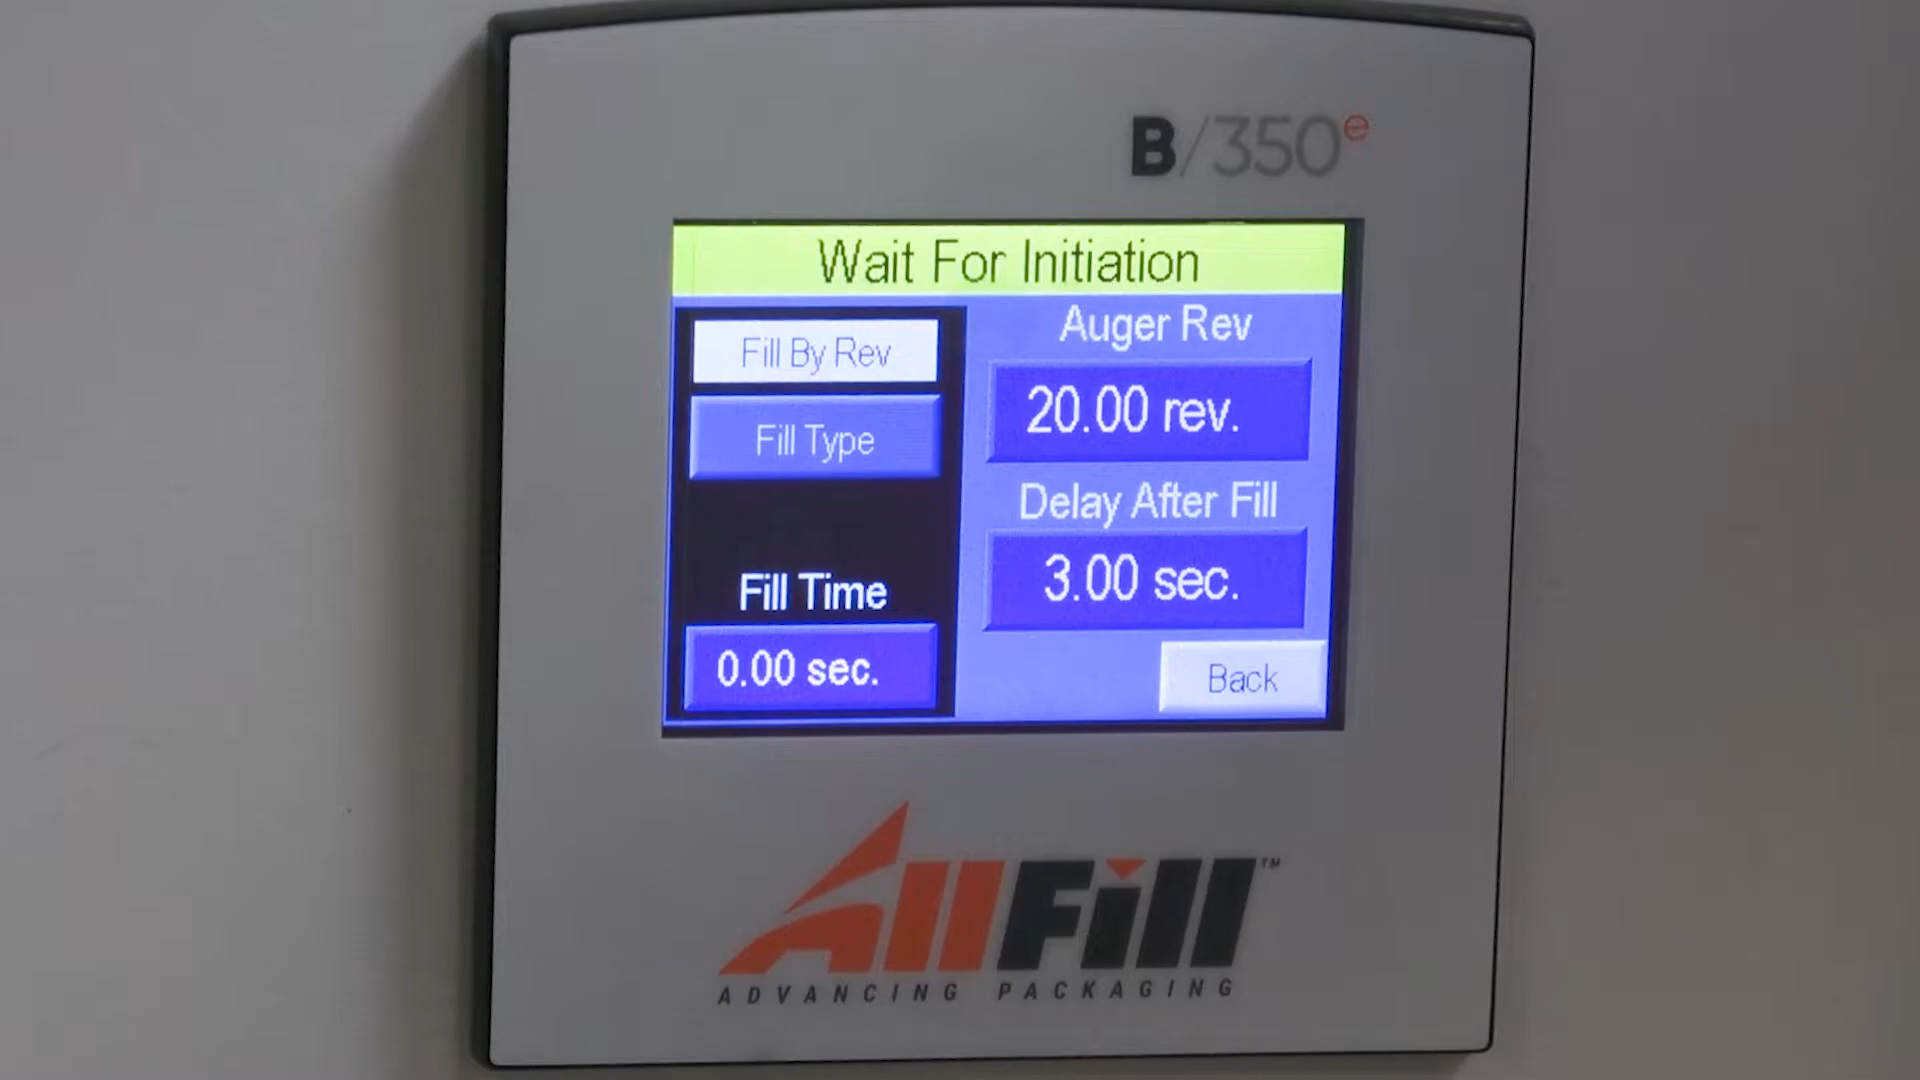 B/350e
Wait For Initiation
Fill By Rev
Fill Type
Fill Time
0.00 sec.
Auger Rev
20.00 rev.
Delay After Fill
3.00 sec.
Back
AllFill™
ADVANCING PACKAGING